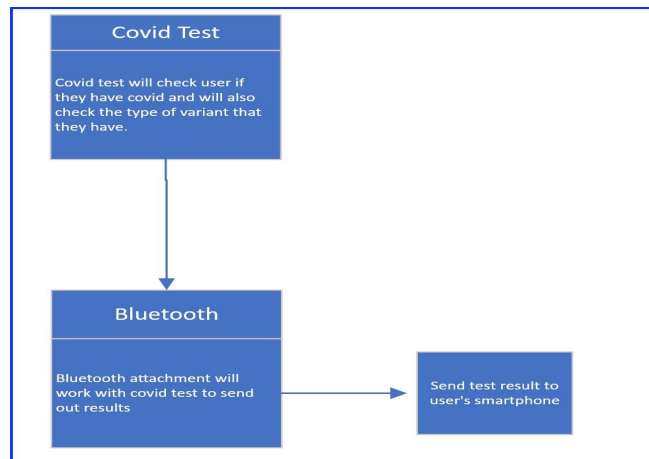 Covid Test
Covid test will check user if
they have covid and will also
check the type of variant that
they have.
Bluetooth
Bluetooth attachment will
work with covid test to send
out results
Send test result to
user's smartphone